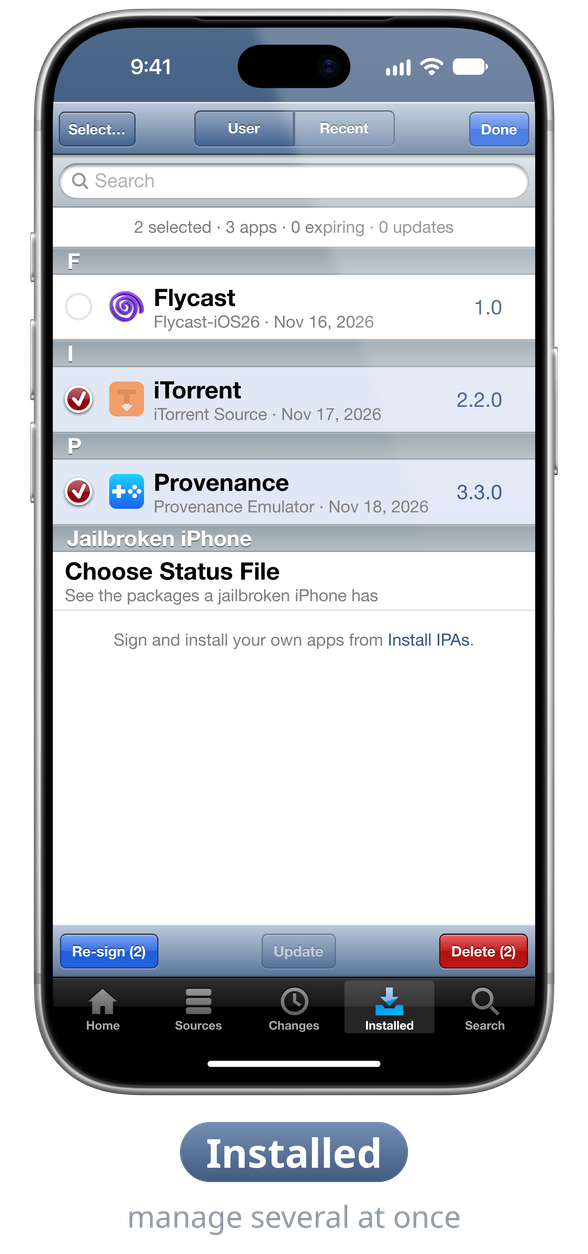 9:41
Select...
User
Recent
Done
Search
2 selected · 3 apps · 0 expiring · 0 updates
F
Flycast
Flycast-iOS26 · Nov 16, 2026
1.0
I
iTorrent
iTorrent Source · Nov 17, 2026
2.2.0
P
Provenance
Provenance Emulator · Nov 18, 2026
3.3.0
Jailbroken iPhone
Choose Status File
See the packages a jailbroken iPhone has
Sign and install your own apps from Install IPAs.
Re-sign (2)
Update
Delete (2)
Home
Sources
Changes
Installed
Search
Installed
manage several at once